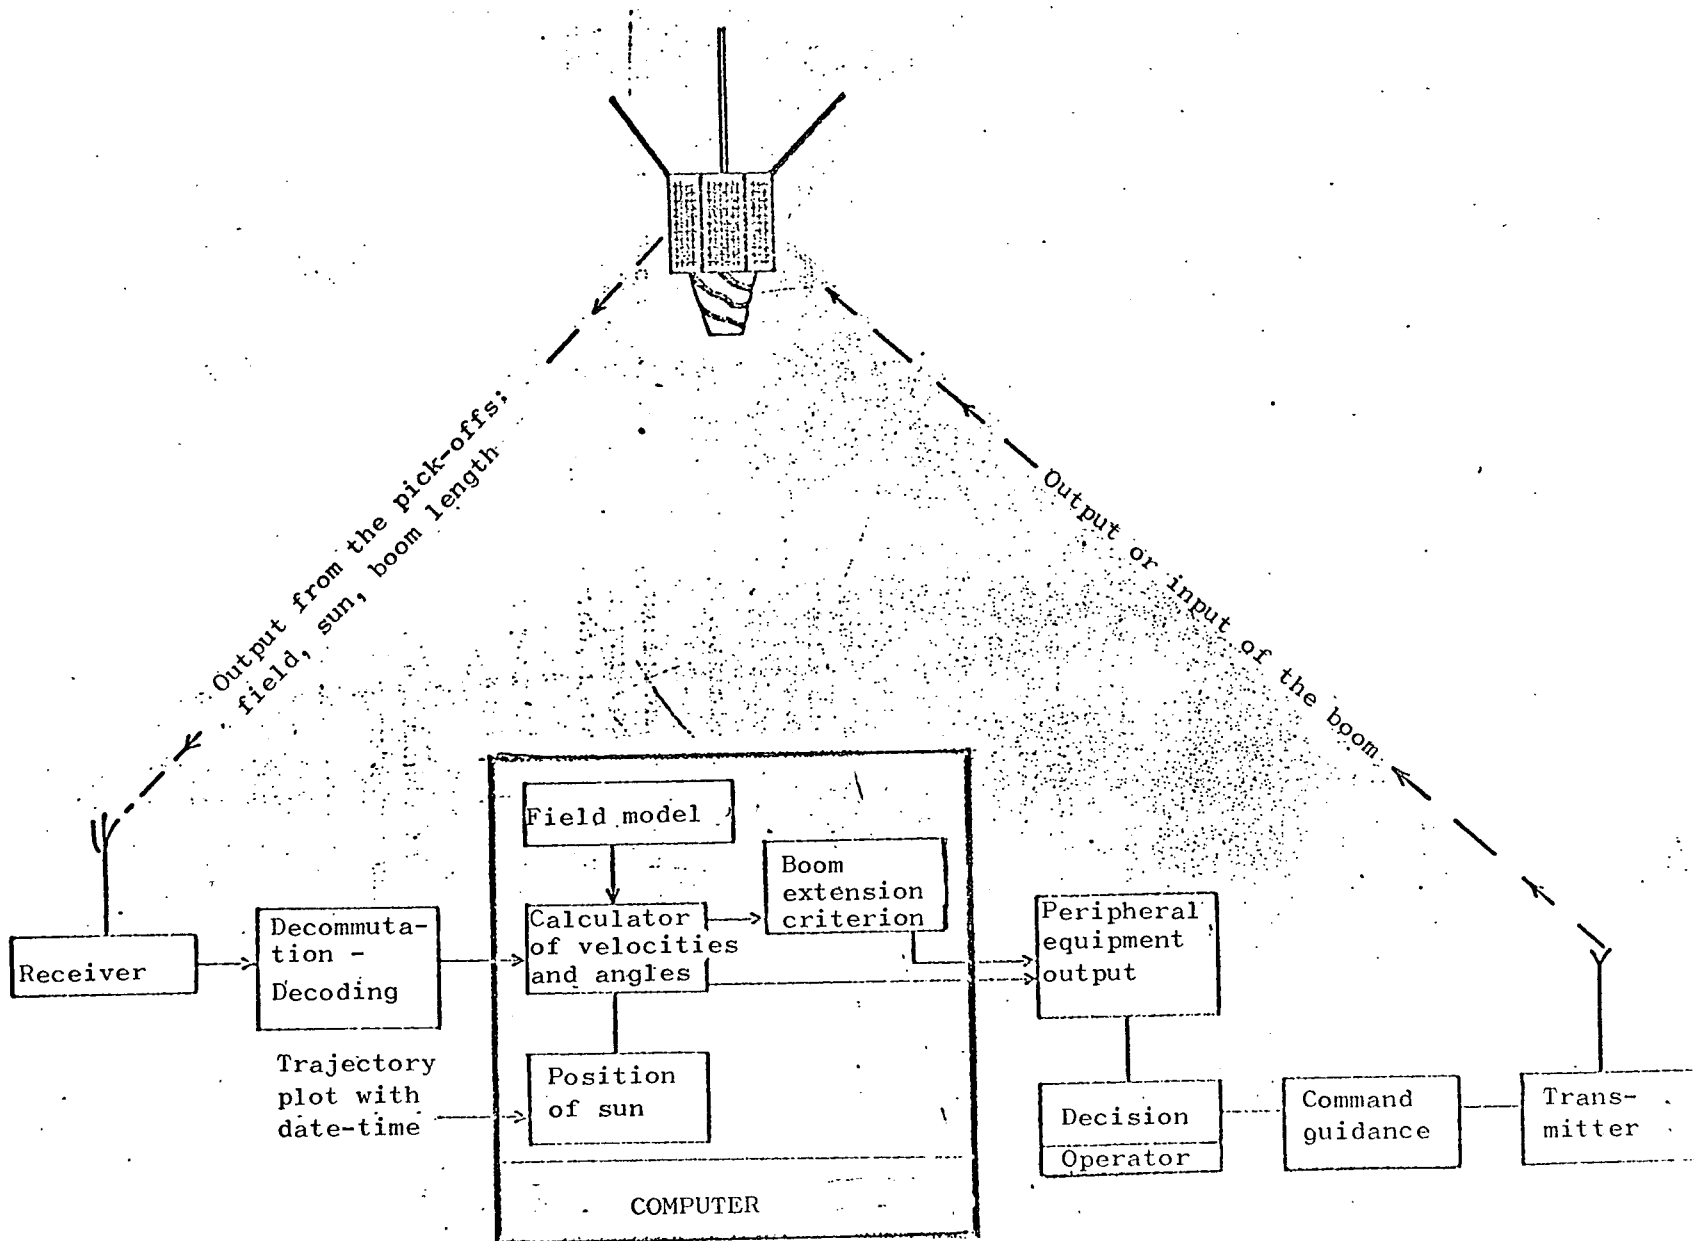 Output from the pick-offs:
field, sun, boom length
Output or input of the boom
Field model
Boom
extension
criterion
Receiver
Decommuta-
tion -
Decoding
Calculator
of velocities
and angles
Peripheral
equipment
output
Trajectory
plot with
date-time
Position
of sun
Decision
Operator
Command
guidance
Trans-
mitter
COMPUTER